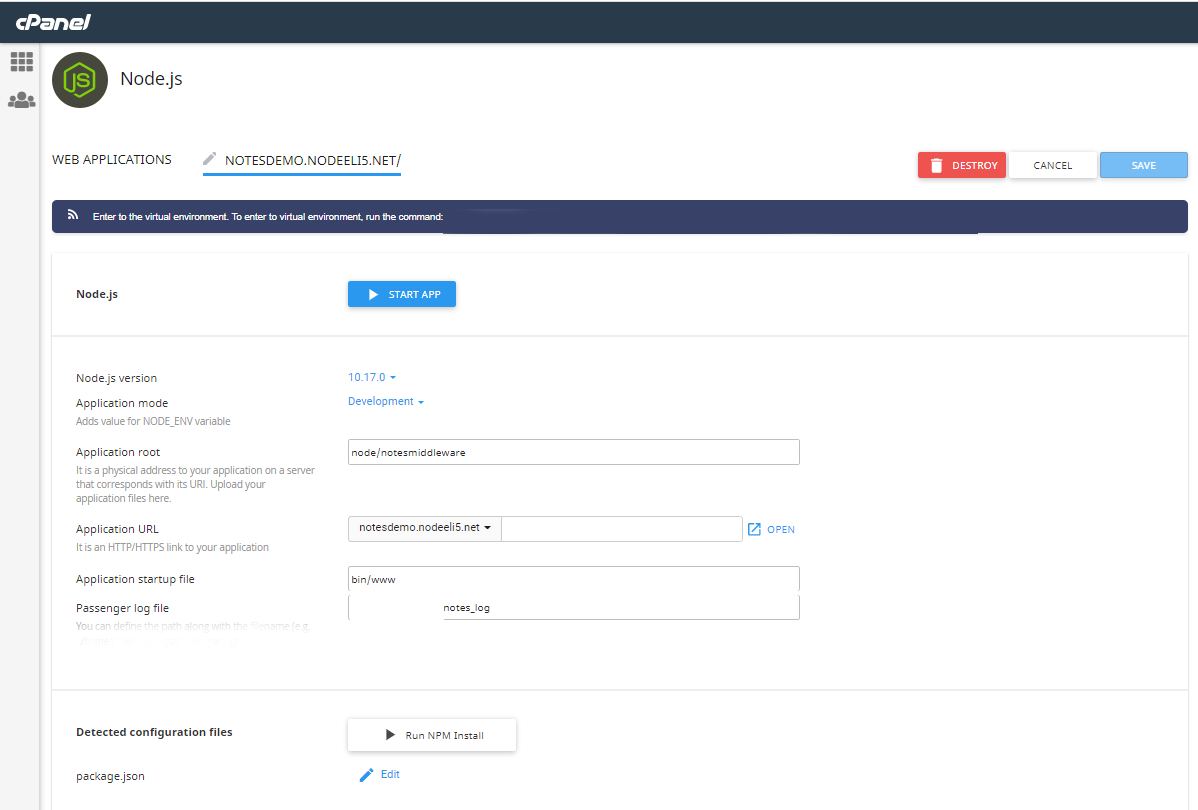 cPanel
JS
Node.js
WEB APPLICATIONS
NOTESDEMO.NODEELI5.NET/
DESTROY
CANCEL
SAVE
Enter to the virtual environment. To enter to virtual environment, run the command:
Node.js
START APP
Node.js version
10.17.0
Application mode
Development
Adds value for NODE_ENV variable
Application root
node/notesmiddleware
It is a physical address to your application on a server
that corresponds with its URI. Upload your
application files here.
Application URL
notesdemo.nodeeli5.net
OPEN
It is an HTTP/HTTPS link to your application
Application startup file
bin/www
Passenger log file
notes_log
You can define the path along with the filename (e.g.
Detected configuration files
Run NPM Install
package.json
Edit